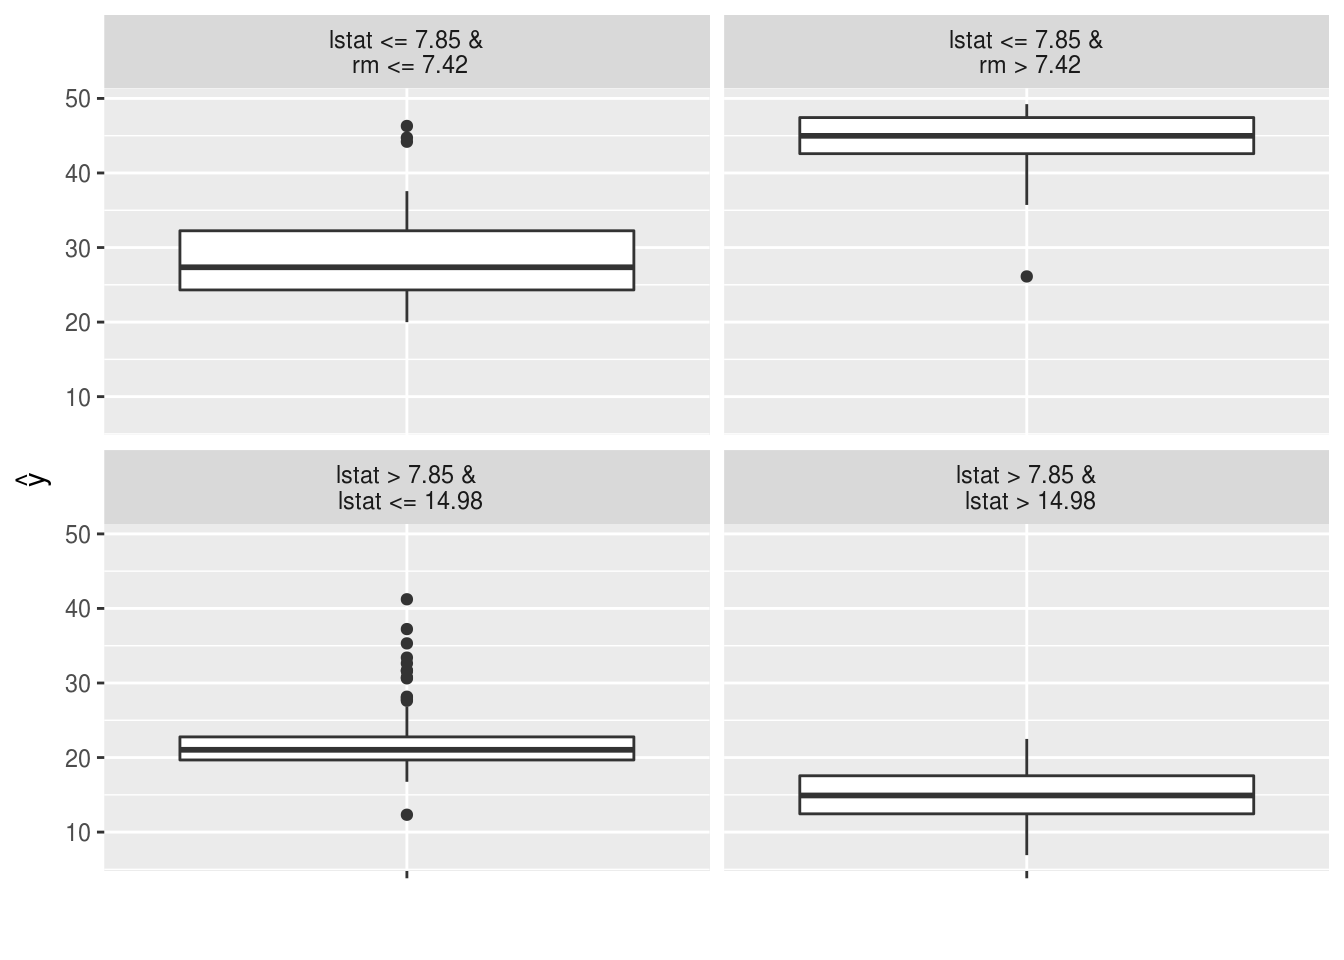 lstat <= 7.85 &
rm <= 7.42
lstat <= 7.85 &
rm > 7.42
50
40
30
20
10
ŷ
lstat > 7.85 &
lstat <= 14.98
lstat > 7.85 &
lstat > 14.98
50
40
30
20
10